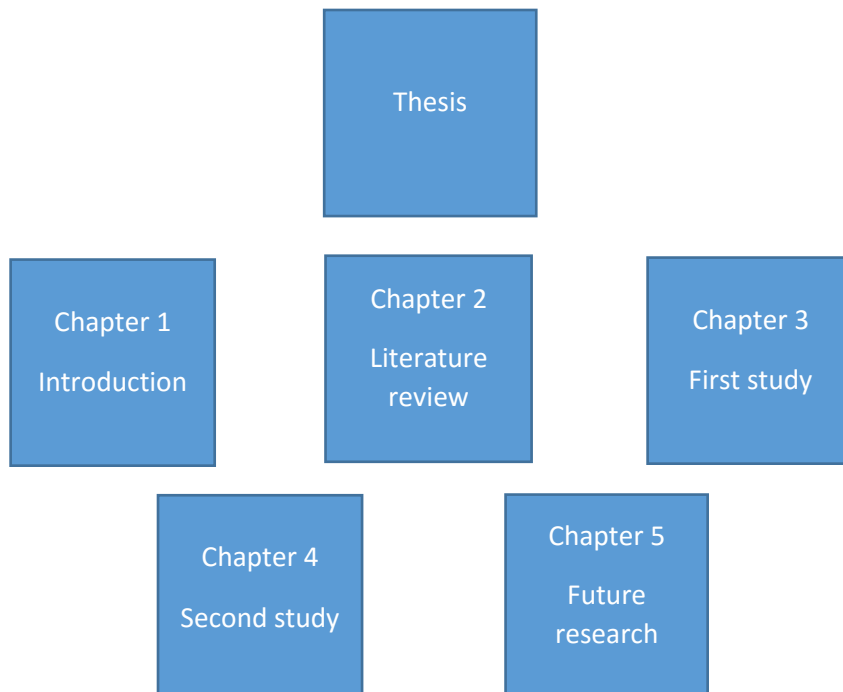 Thesis
Chapter 1
Introduction
Chapter 2
Literature
review
Chapter 3
First study
Chapter 4
Second study
Chapter 5
Future
research